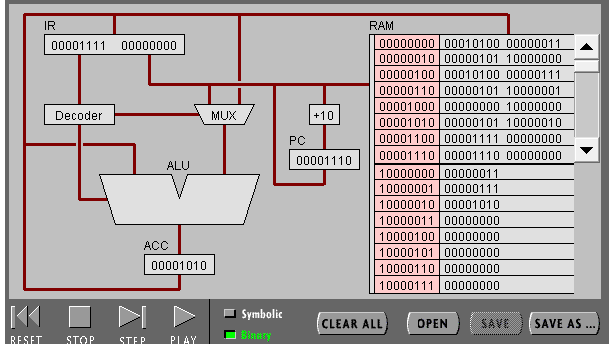 IR
RAM
00001111 00000000
00000000 00010100 00000011
00000010 00000101 10000000
00000100 00010100 00000111
00000110 00000101 10000001
00001000 00000000 10000000
00001010 00000101 10000010
00001100 00001111 00000000
00001110 00001110 00000000
10000000 00000011
10000001 00000111
10000010 00001010
10000011 00000000
10000100 00000000
10000101 00000000
10000110 00000000
10000111 00000000
Decoder
MUX
+10
PC
00001110
ALU
ACC
00001010
RESET
STOP
STEP
PLAY
Symbolic
Binary
CLEAR ALL
OPEN
SAVE
SAVE AS ...